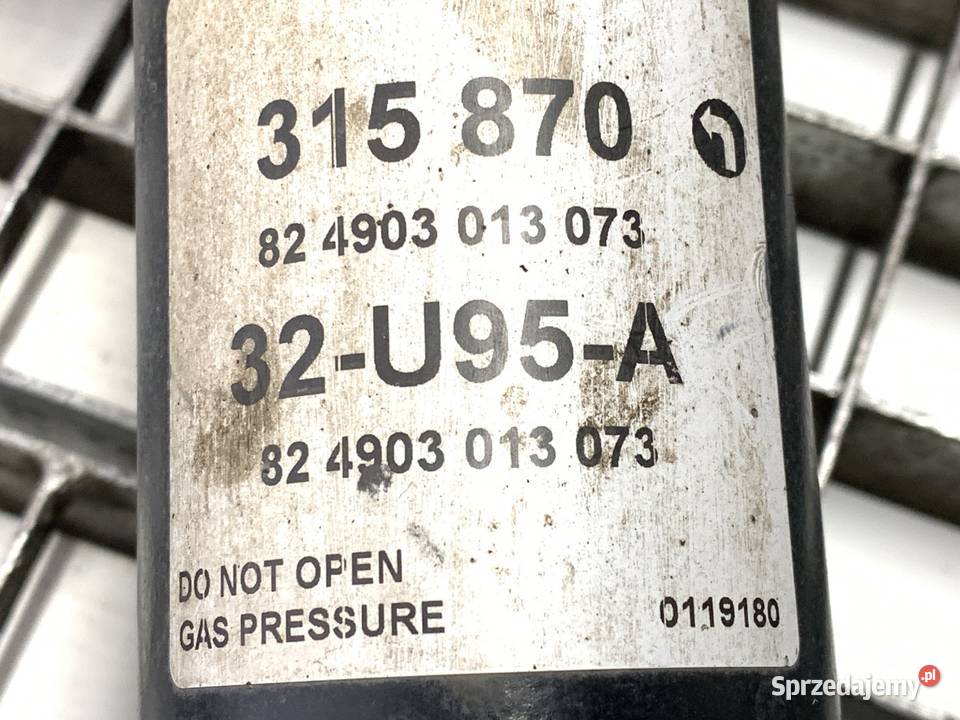 315 870
82 4903 013 073
32-U95-A
82 4903 013 073
DO NOT OPEN
GAS PRESSURE
0119180
Sprzedajemy.pl